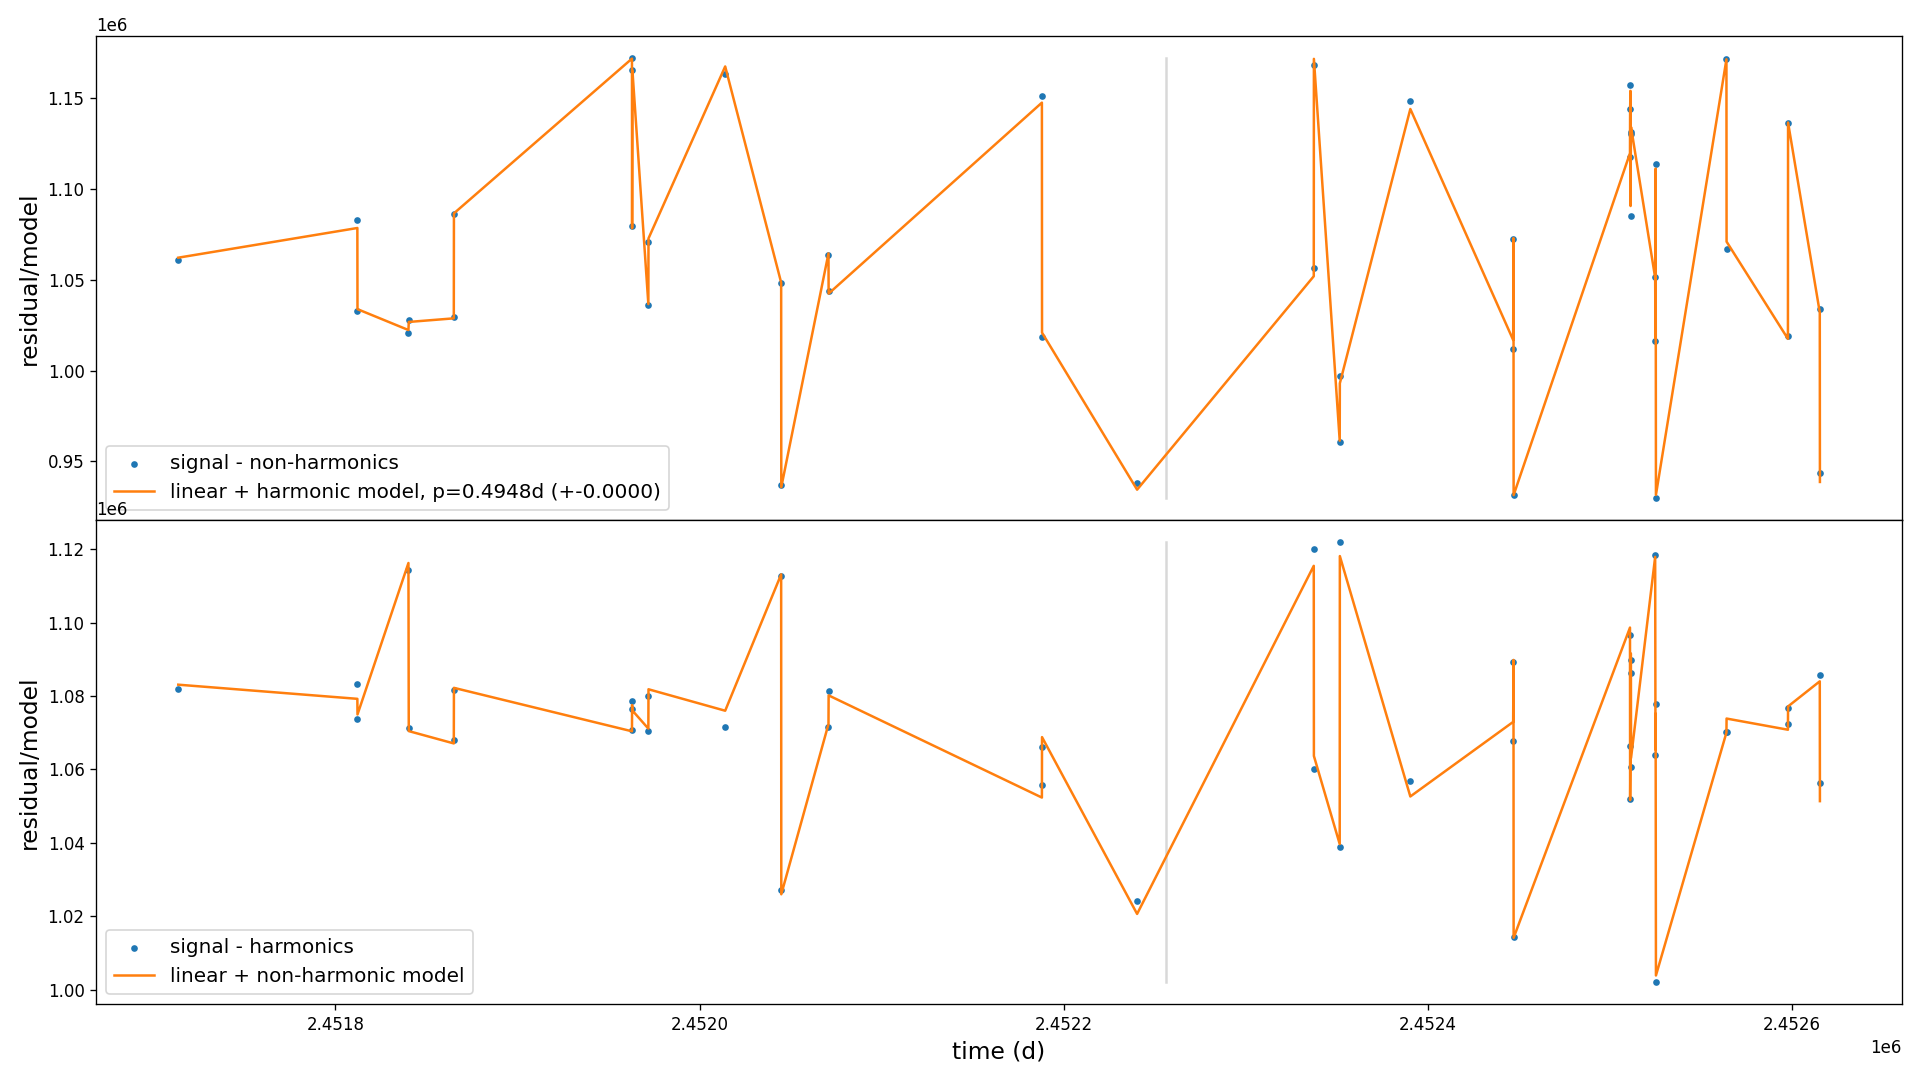 1e6
1.15
1.10
1.05
1.00
0.95
residual/model
signal - non-harmonics
linear + harmonic model, p=0.4948d (+-0.0000)
1e6
1.12
1.10
1.08
1.06
1.04
1.02
1.00
residual/model
signal - harmonics
linear + non-harmonic model
2.4518
2.4520
2.4522
2.4524
2.4526
1e6
time (d)